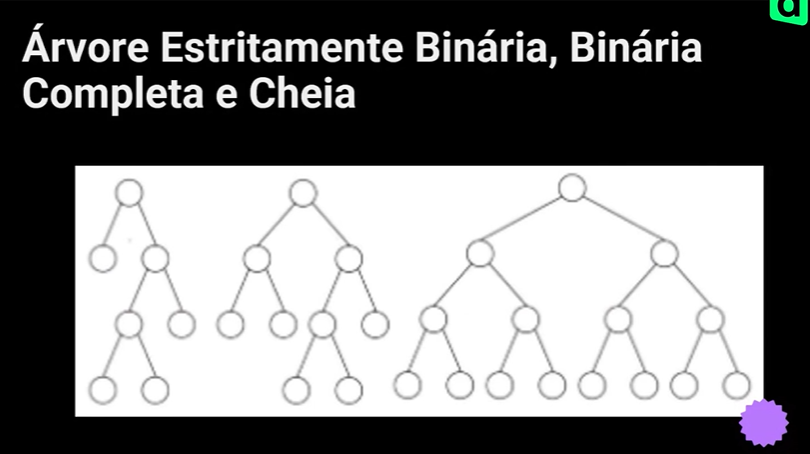 Árvore Estritamente Binária, Binária
Completa e Cheia